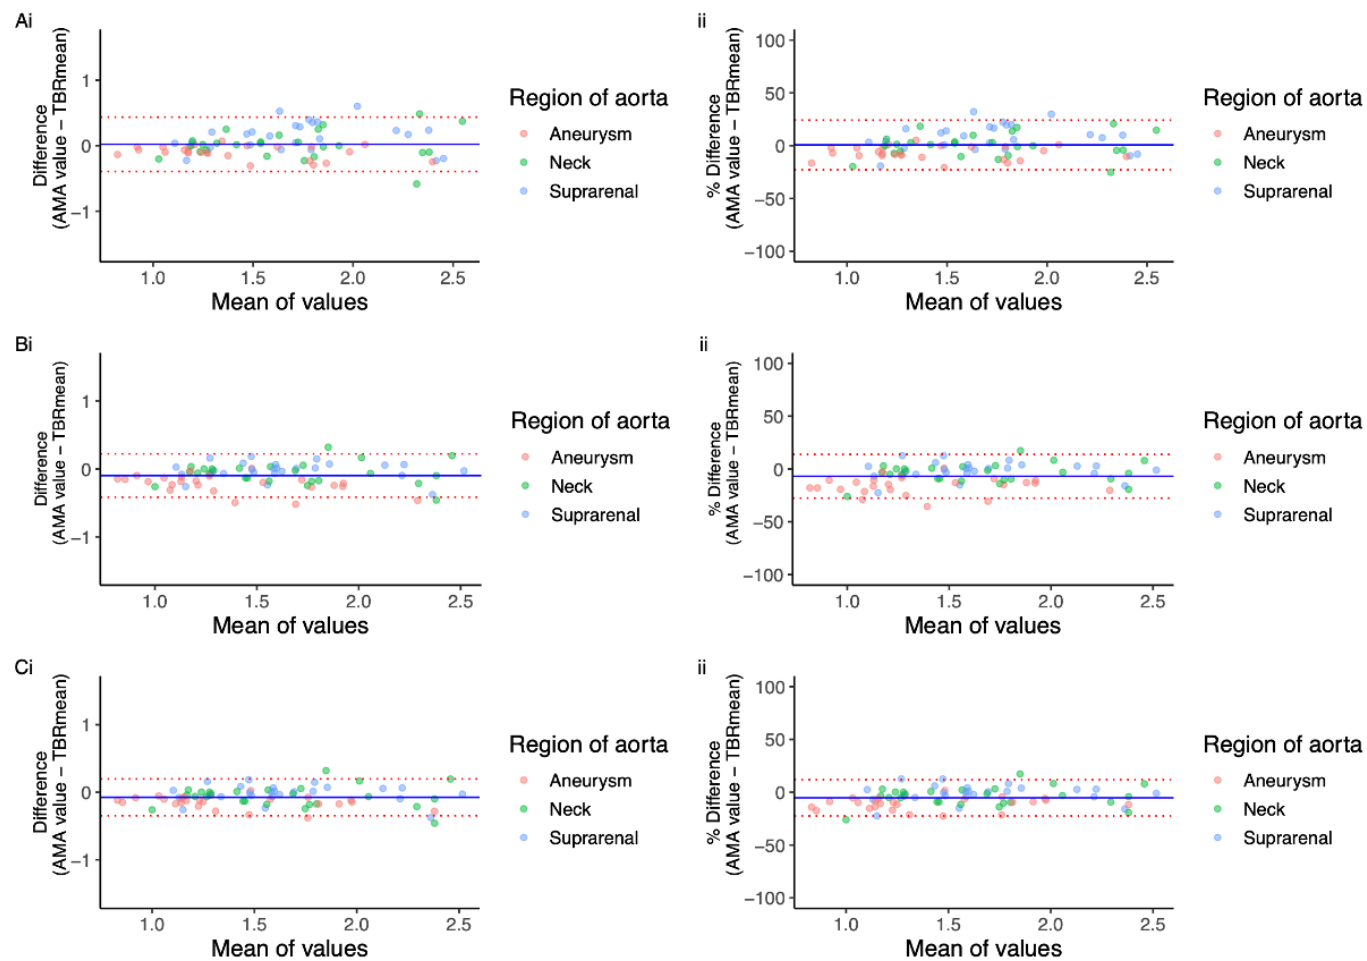 Ai
Difference
(AMA value − TBRmean)
1
0
−1
1.0 1.5 2.0 2.5
Mean of values
Region of aorta
Aneurysm
Neck
Suprarenal
ii
% Difference
(AMA value − TBRmean)
100
50
0
−50
−100
1.0 1.5 2.0 2.5
Mean of values
Region of aorta
Aneurysm
Neck
Suprarenal
Bi
Difference
(AMA value − TBRmean)
1
0
−1
1.0 1.5 2.0 2.5
Mean of values
Region of aorta
Aneurysm
Neck
Suprarenal
ii
% Difference
(AMA value − TBRmean)
100
50
0
−50
−100
1.0 1.5 2.0 2.5
Mean of values
Region of aorta
Aneurysm
Neck
Suprarenal
Ci
Difference
(AMA value − TBRmean)
1
0
−1
1.0 1.5 2.0 2.5
Mean of values
Region of aorta
Aneurysm
Neck
Suprarenal
ii
% Difference
(AMA value − TBRmean)
100
50
0
−50
−100
1.0 1.5 2.0 2.5
Mean of values
Region of aorta
Aneurysm
Neck
Suprarenal